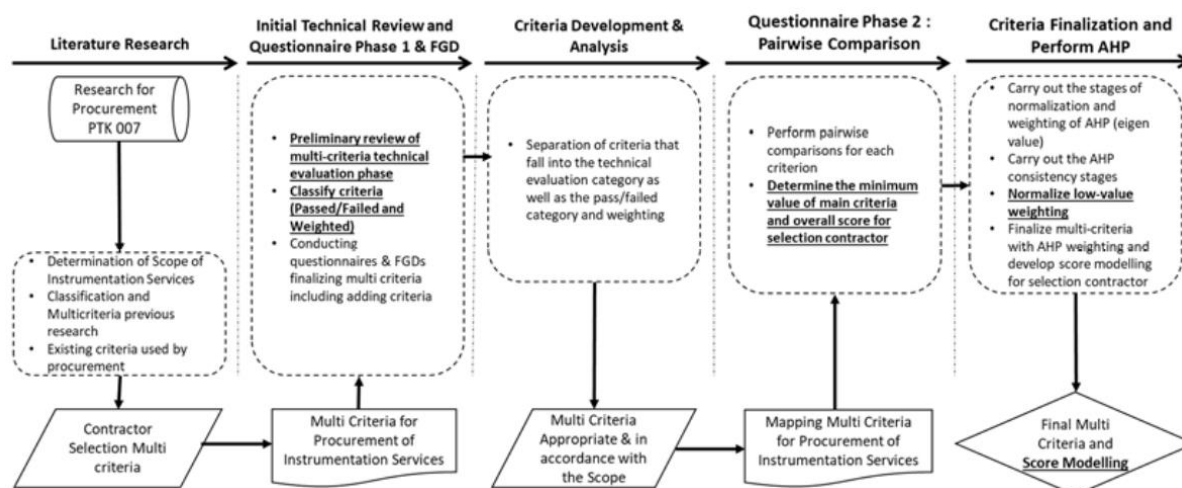 Literature Research
Initial Technical Review and
Questionnaire Phase 1 & FGD
Criteria Development &
Analysis
Questionnaire Phase 2 :
Pairwise Comparison
Criteria Finalization and
Perform AHP
Research for
Procurement
PTK 007
• Determination of Scope of
Instrumentation Services
• Classification and
Multicriteria previous
research
• Existing criteria used by
procurement
Contractor
Selection Multi
criteria
• Preliminary review of
multi-criteria technical
evaluation phase
• Classify criteria
(Passed/Failed and
Weighted)
• Conducting
questionnaires & FGDs
finalizing multi criteria
including adding criteria
Multi Criteria for
Procurement of
Instrumentation Services
• Separation of criteria that
fall into the technical
evaluation category as
well as the pass/failed
category and weighting
Multi Criteria
Appropriate & in
accordance with
the Scope
• Perform pairwise
comparisons for each
criterion
• Determine the minimum
value of main criteria
and overall score for
selection contractor
Mapping Multi Criteria
for Procurement of
Instrumentation Services
• Carry out the stages of
normalization and
weighting of AHP (eigen
value)
• Carry out the AHP
consistency stages
• Normalize low-value
weighting
• Finalize multi-criteria
with AHP weighting and
develop score modelling
for selection contractor
Final Multi
Criteria and
Score Modelling